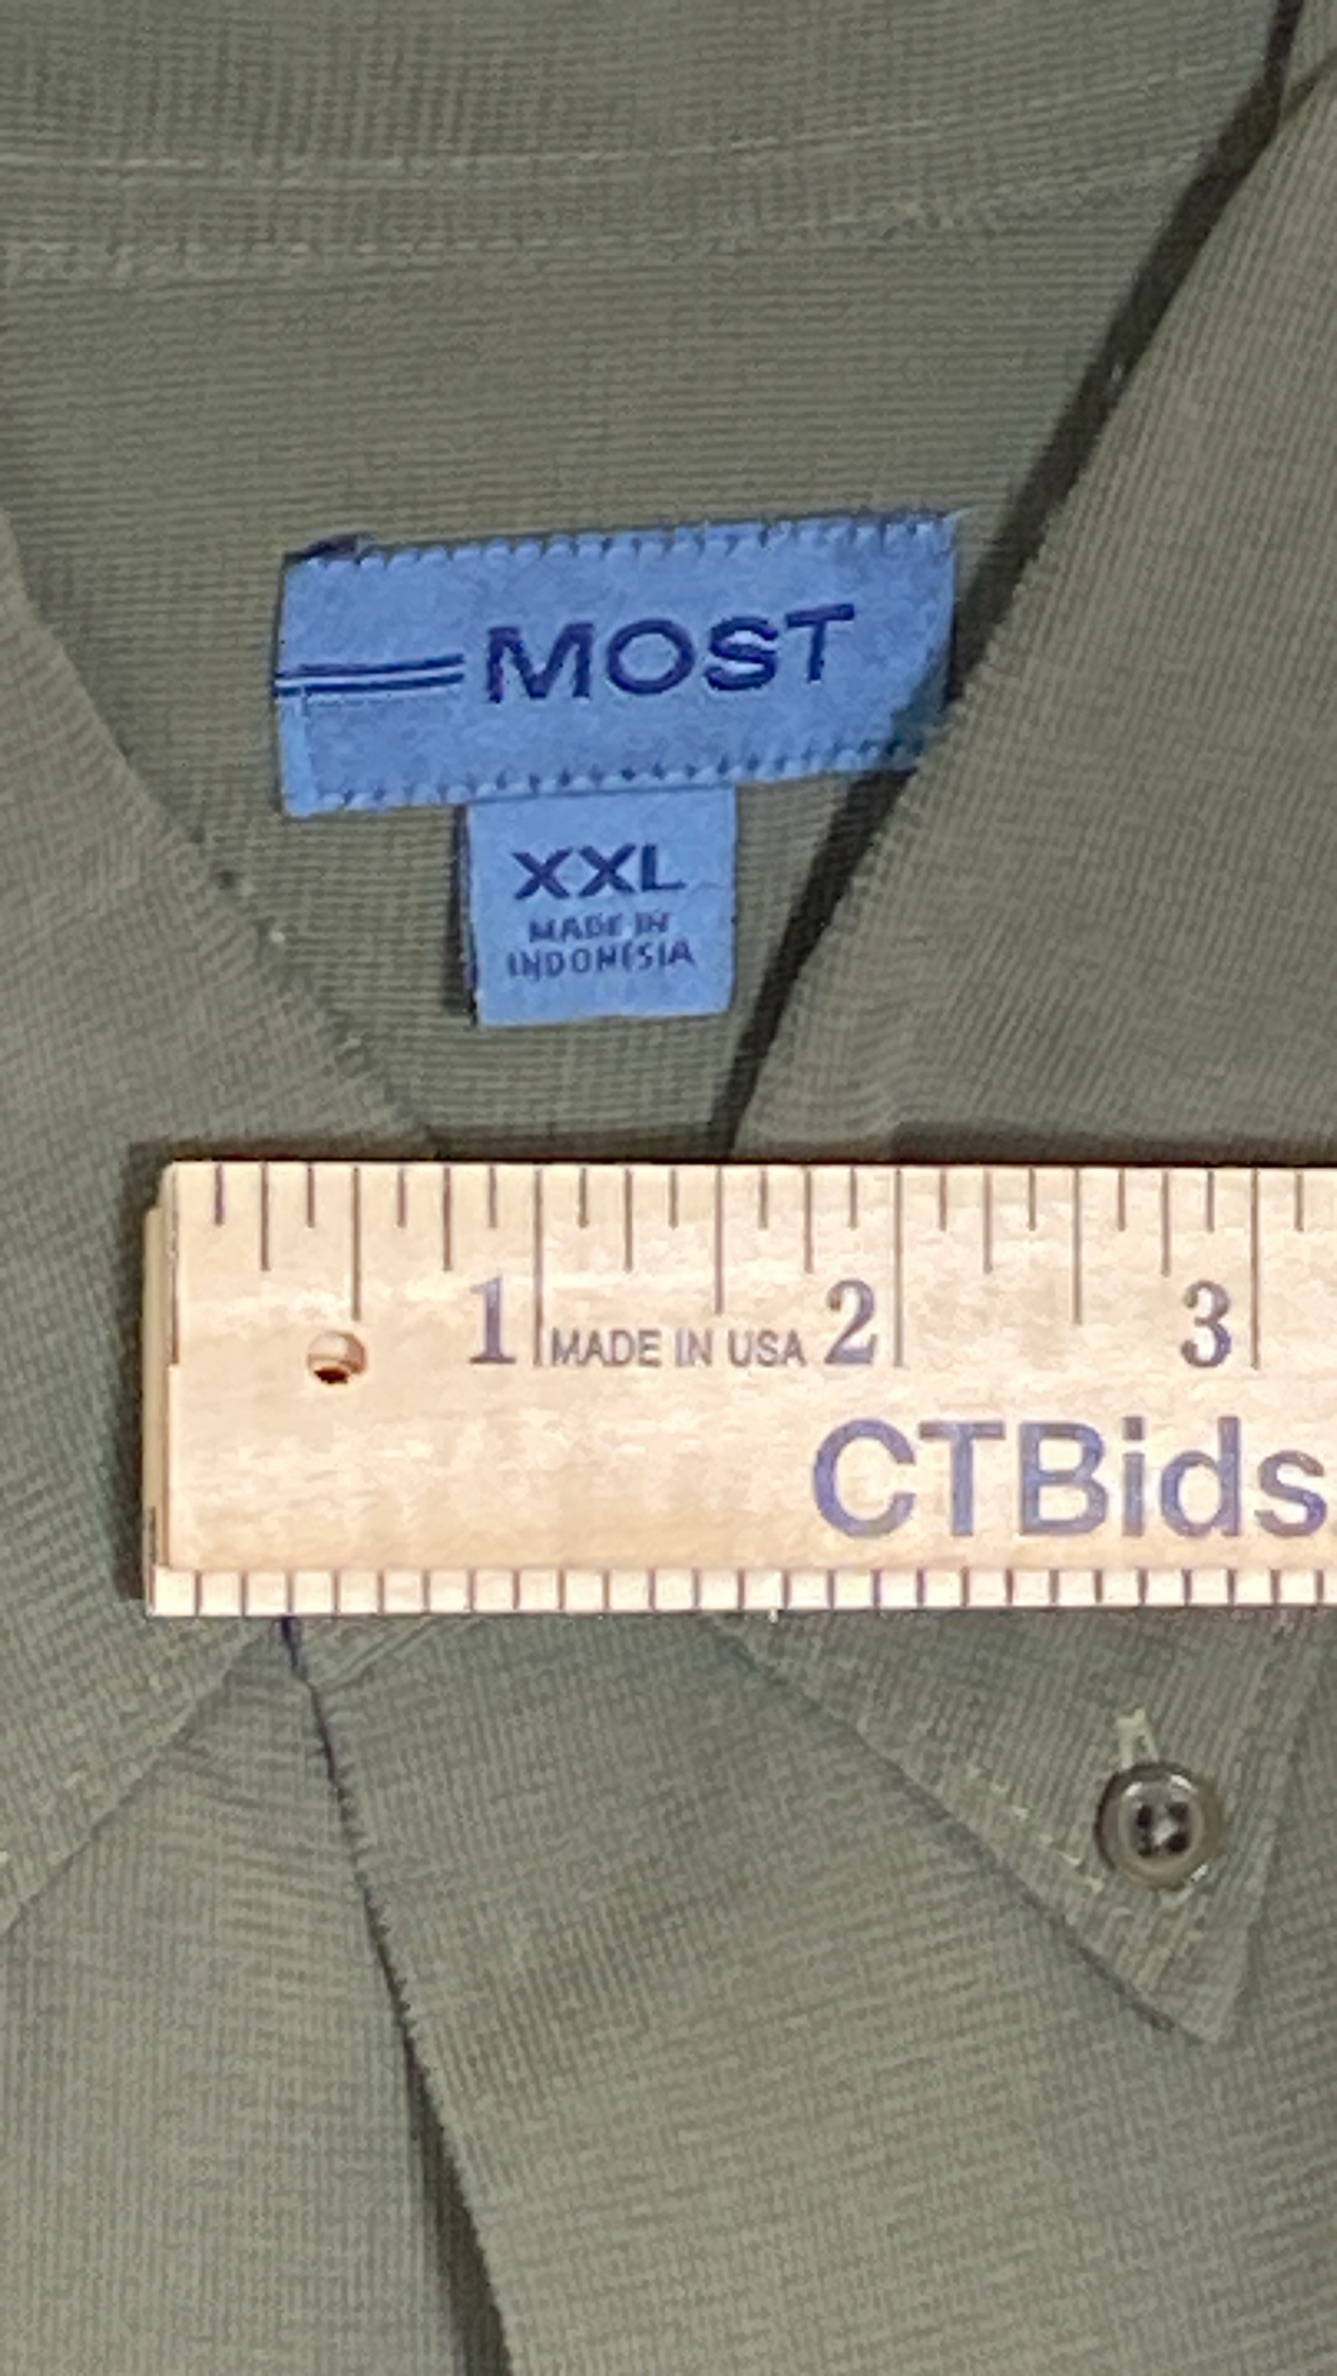 MOST
XXL
MADE IN
INDONESIA
1 MADE IN USA 2 3
CTBids